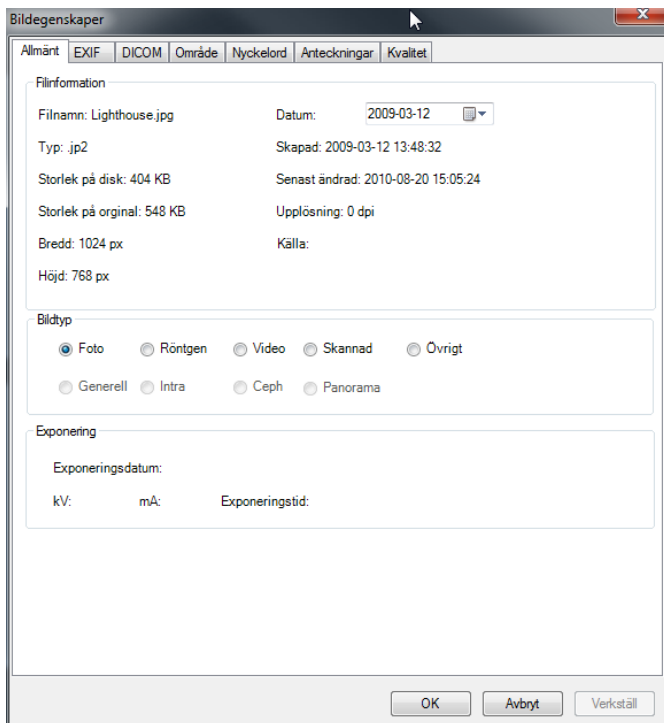 Bildegenskaper
Allmänt EXIF DICOM Område Nyckelord Anteckningar Kvalitet
Filinformation
Filnamn: Lighthouse.jpg Datum: 2009-03-12
Typ: .jp2 Skapad: 2009-03-12 13:48:32
Storlek på disk: 404 KB Senast ändrad: 2010-08-20 15:05:24
Storlek på orginal: 548 KB Upplösning: 0 dpi
Bredd: 1024 px Källa:
Höjd: 768 px
Bildtyp
Foto Röntgen Video Skannad Övrigt
Generell Intra Ceph Panorama
Exponering
Exponeringsdatum:
kV: mA: Exponeringstid:
OK Avbryt Verkställ